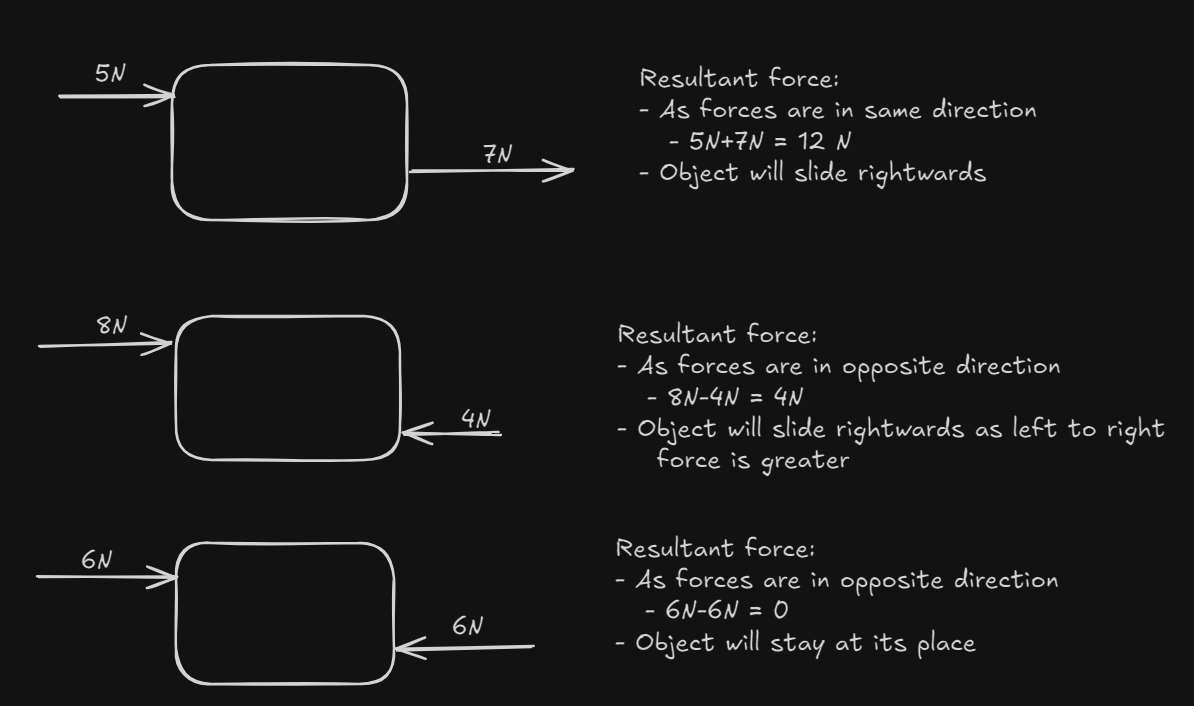 5N
7N
Resultant force:
- As forces are in same direction
- 5N+7N = 12 N
- Object will slide rightwards
8N
4N
Resultant force:
- As forces are in opposite direction
- 8N-4N = 4N
- Object will slide rightwards as left to right
force is greater
6N
6N
Resultant force:
- As forces are in opposite direction
- 6N-6N = 0
- Object will stay at its place